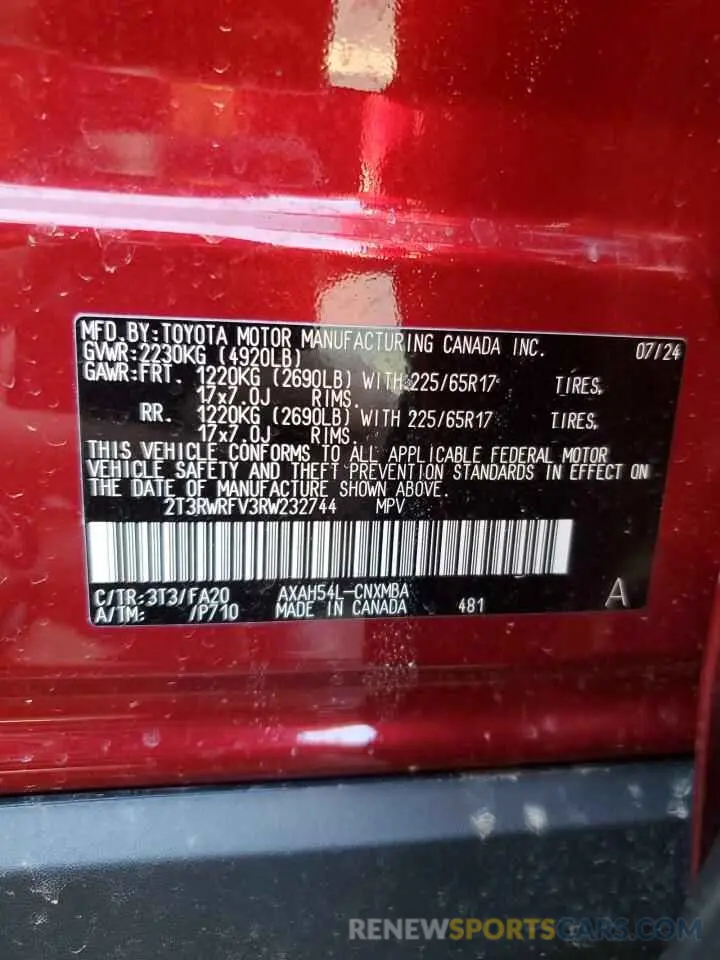 MFD.BY:TOYOTA MOTOR MANUFACTURING CANADA INC. 07/24
GVWR:2230KG (4920LB)
GAWR:FRT. 1220KG (2690LB) WITH 225/65R17 TIRES,
17x7.0J RIMS.
RR. 1220KG (2690LB) WITH 225/65R17 TIRES,
17x7.0J RIMS.
THIS VEHICLE CONFORMS TO ALL APPLICABLE FEDERAL MOTOR
VEHICLE SAFETY AND THEFT PREVENTION STANDARDS IN EFFECT ON
THE DATE OF MANUFACTURE SHOWN ABOVE.
2T3RWRFV3RW232744 MPV
C/TR:3T3/FA20 AXAH54L-CNXMBA
A/TM: /P710 MADE IN CANADA 481 A
RENEWSPORTSCARS.COM